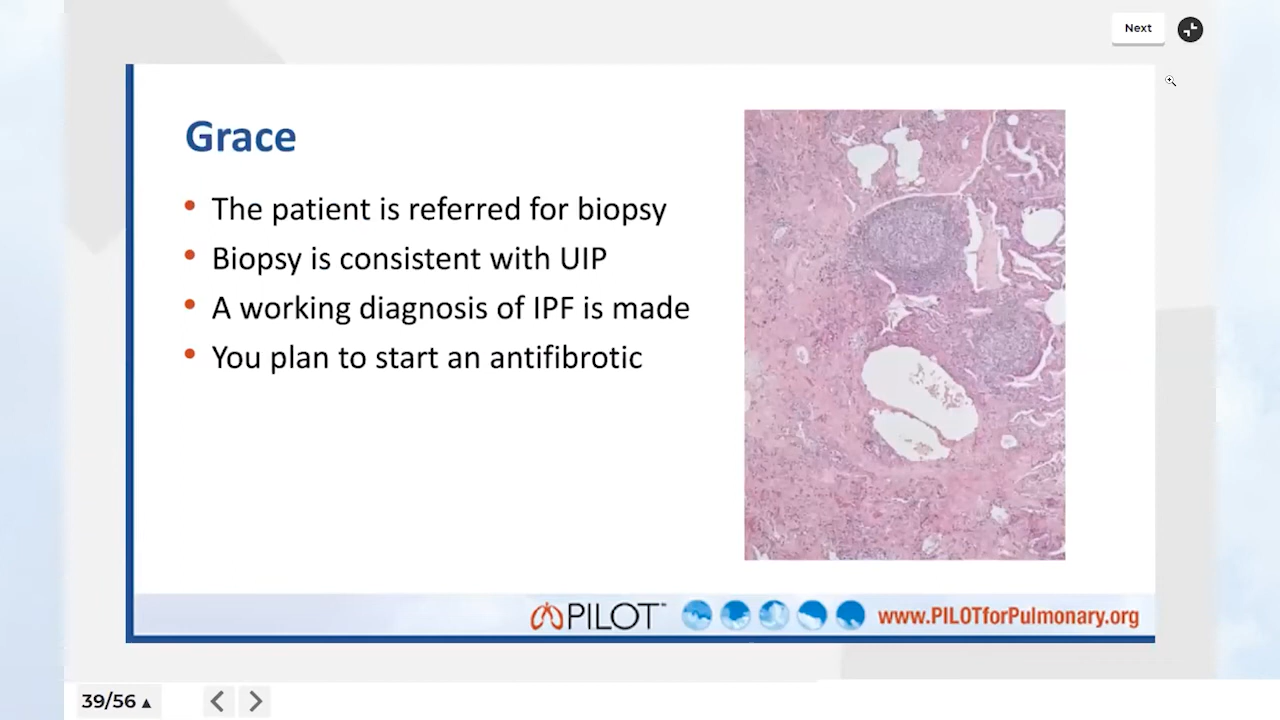 Next
Grace
• The patient is referred for biopsy
• Biopsy is consistent with UIP
• A working diagnosis of IPF is made
• You plan to start an antifibrotic
PILOT™
www.PILOTforPulmonary.org
39/56 ▲